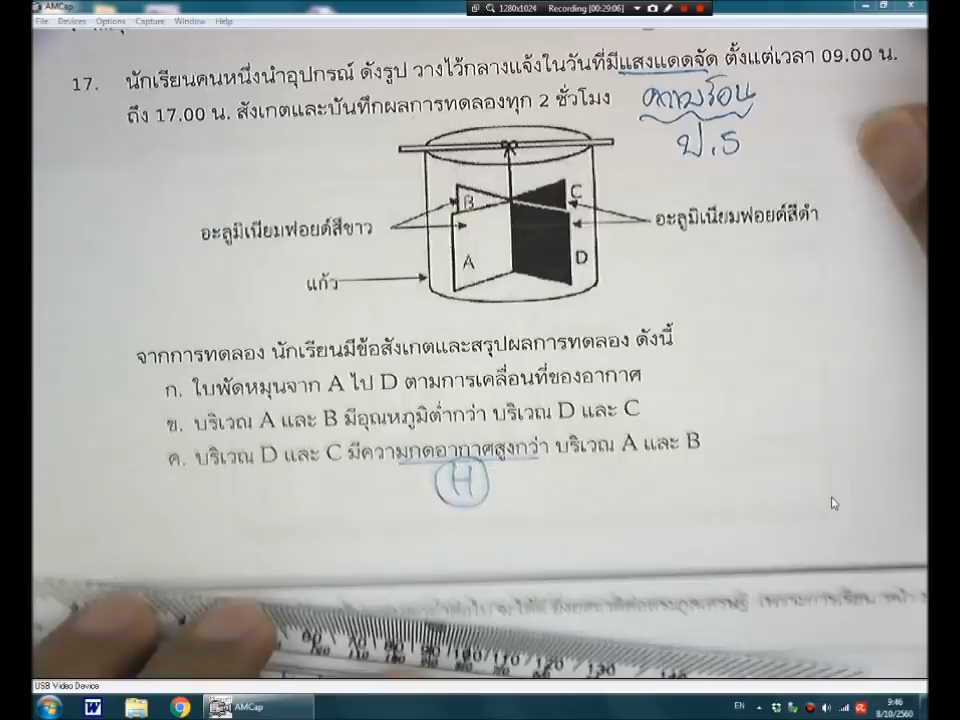 AMCap
1280x1024 Recording [00:29:06]
File Devices Options Capture Window Help
17. นักเรียนคนหนึ่งนำอุปกรณ์ ดังรูป วางไว้กลางแจ้งในวันที่มีแสงแดดจัด ตั้งแต่เวลา 09.00 น.
ถึง 17.00 น. สังเกตและบันทึกผลการทดลองทุก 2 ชั่วโมง
ความร้อน
ป.5
B
C
อะลูมิเนียมฟอยด์สีขาว
อะลูมิเนียมฟอยด์สีดำ
A
D
แก้ว
จากการทดลอง นักเรียนมีข้อสังเกตและสรุปผลการทดลอง ดังนี้
ก. ใบพัดหมุนจาก A ไป D ตามการเคลื่อนที่ของอากาศ
ข. บริเวณ A และ B มีอุณหภูมิต่ำกว่า บริเวณ D และ C
ค. บริเวณ D และ C มีความกดอากาศสูงกว่า บริเวณ A และ B
H
60 70 80 90 100 110 120 130
USB Video Device
AMCap
EN
9:46
8/10/2560